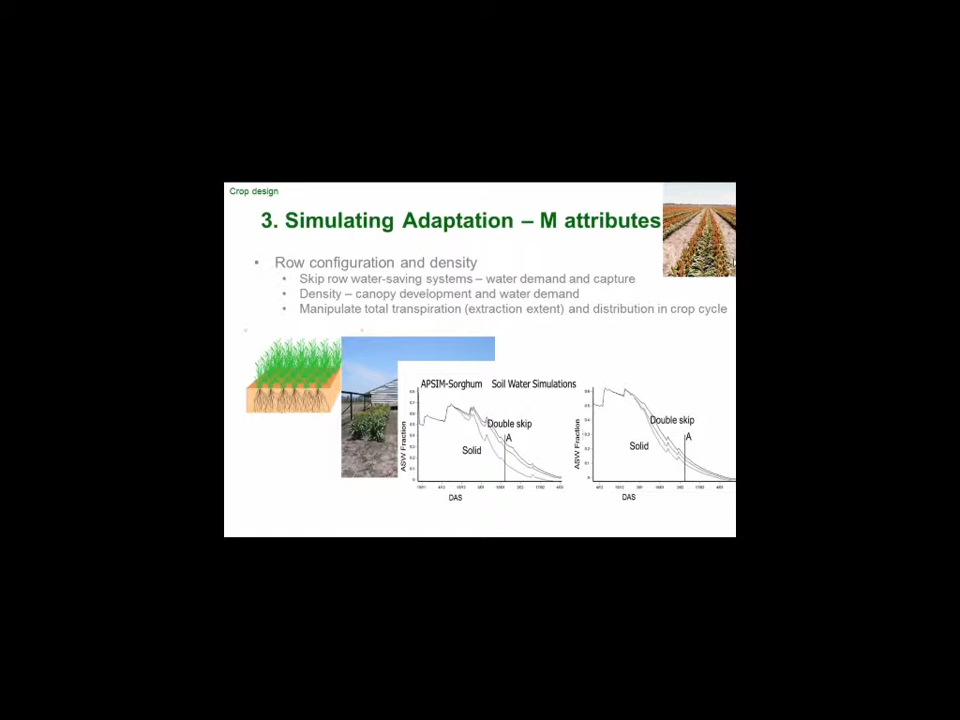 Crop design
3. Simulating Adaptation – M attributes
• Row configuration and density
• Skip row water-saving systems – water demand and capture
• Density – canopy development and water demand
• Manipulate total transpiration (extraction extent) and distribution in crop cycle
APSIM-Sorghum Soil Water Simulations
Double skip
A
Solid
ASW Fraction
DAS
Double skip
A
Solid
ASW Fraction
DAS